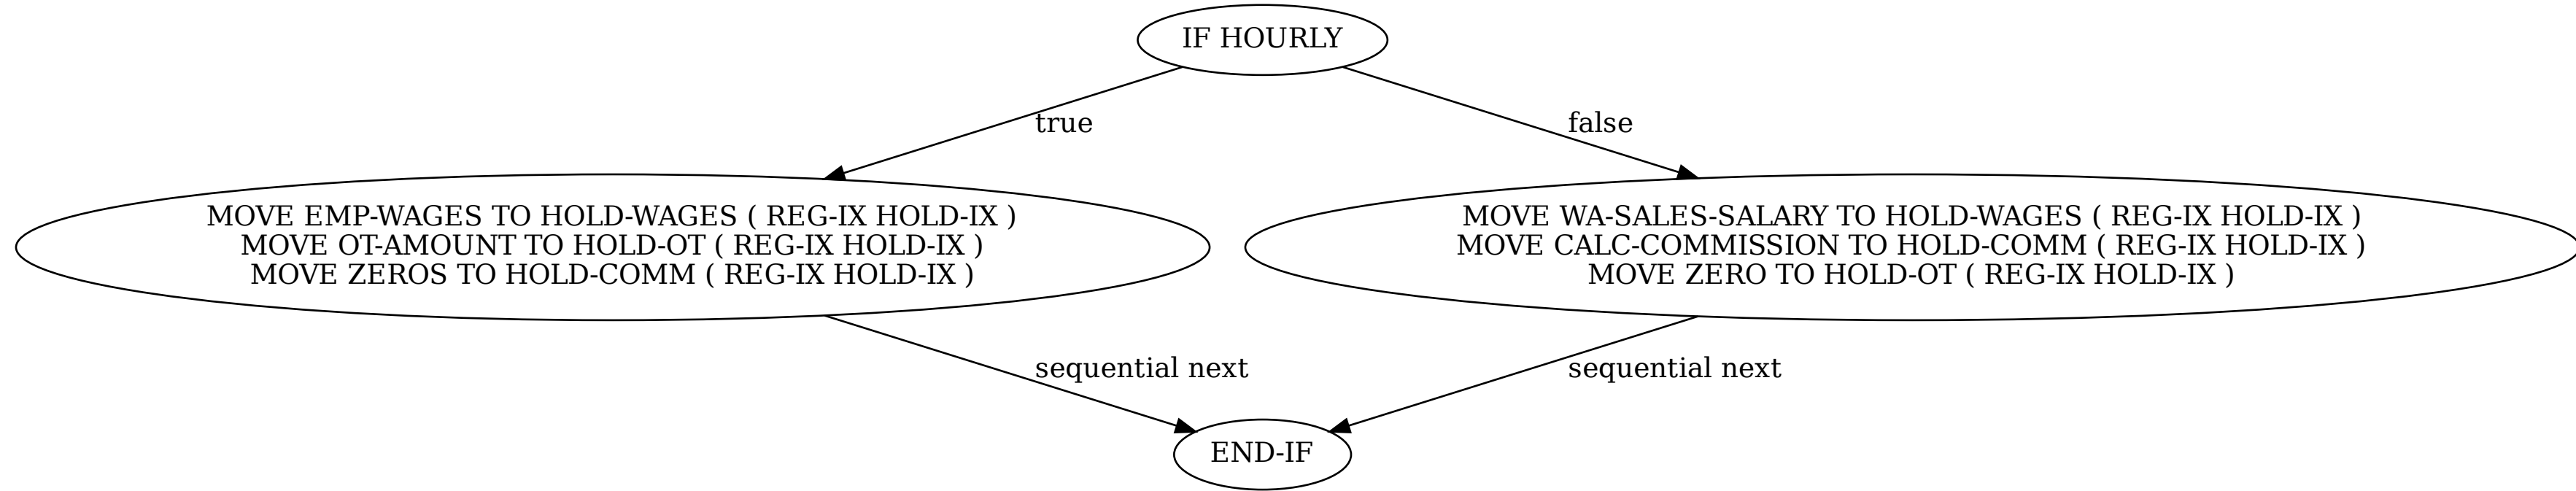 IF HOURLY
true
false
MOVE EMP-WAGES TO HOLD-WAGES ( REG-IX HOLD-IX )
MOVE OT-AMOUNT TO HOLD-OT ( REG-IX HOLD-IX )
MOVE ZEROS TO HOLD-COMM ( REG-IX HOLD-IX )
MOVE WA-SALES-SALARY TO HOLD-WAGES ( REG-IX HOLD-IX )
MOVE CALC-COMMISSION TO HOLD-COMM ( REG-IX HOLD-IX )
MOVE ZERO TO HOLD-OT ( REG-IX HOLD-IX )
sequential next
sequential next
END-IF